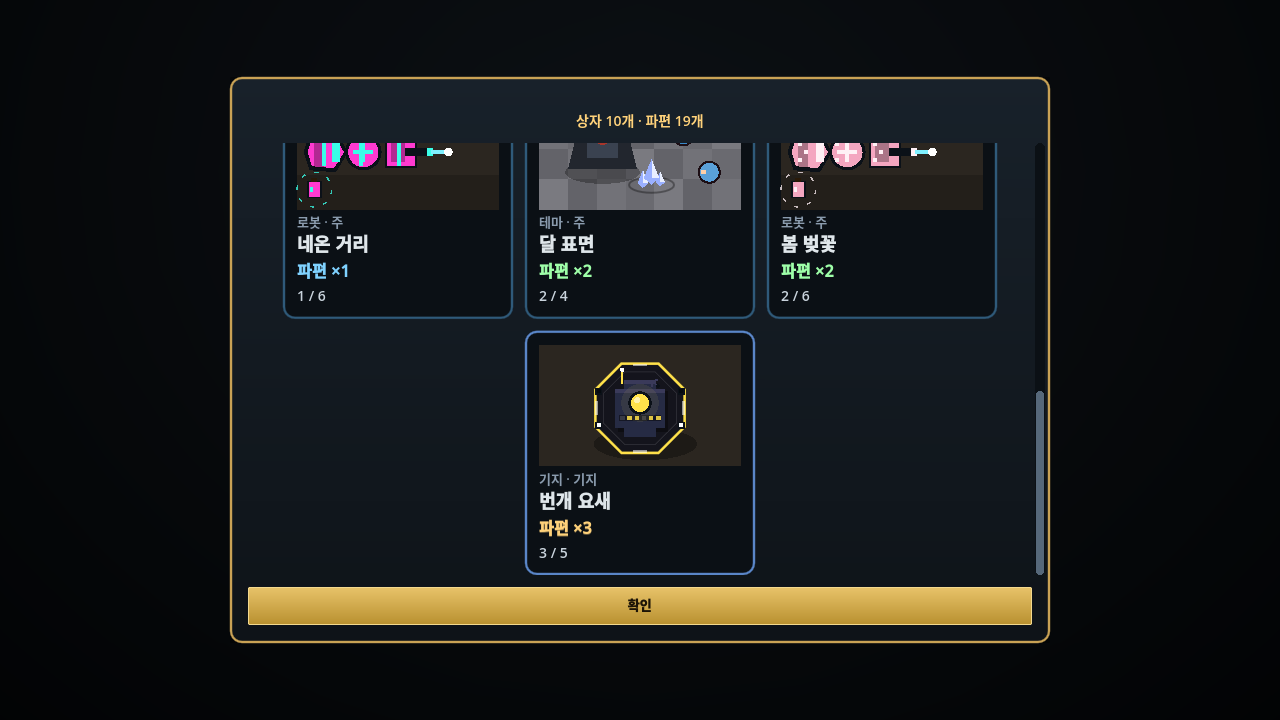 상자 10개 · 파편 19개
로봇 · 주
네온 거리
파편 ×1
1 / 6
테마 · 주
달 표면
파편 ×2
2 / 4
로봇 · 주
봄 벚꽃
파편 ×2
2 / 6
기지 · 기지
번개 요새
파편 ×3
3 / 5
확인